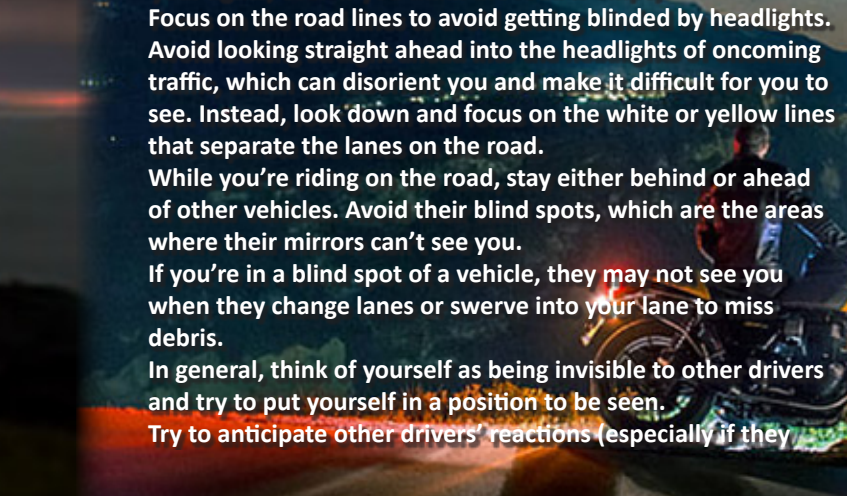 Focus on the road lines to avoid getting blinded by headlights.
Avoid looking straight ahead into the headlights of oncoming
traffic, which can disorient you and make it difficult for you to
see. Instead, look down and focus on the white or yellow lines
that separate the lanes on the road.
While you’re riding on the road, stay either behind or ahead
of other vehicles. Avoid their blind spots, which are the areas
where their mirrors can’t see you.
If you’re in a blind spot of a vehicle, they may not see you
when they change lanes or swerve into your lane to miss
debris.
In general, think of yourself as being invisible to other drivers
and try to put yourself in a position to be seen.
Try to anticipate other drivers’ reactions (especially if they